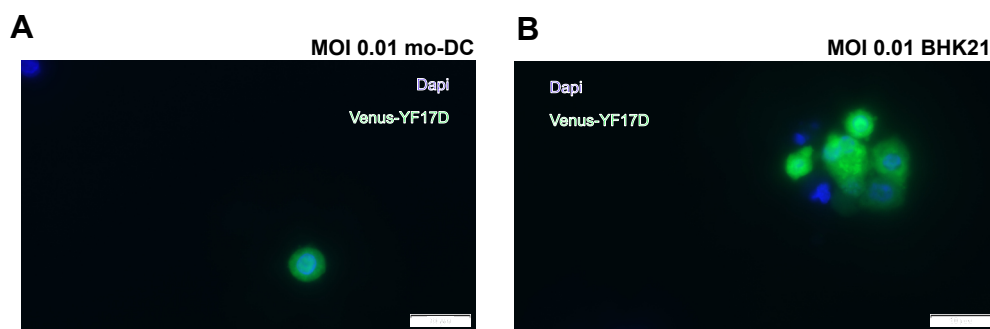 A
MOI 0.01 mo-DC
Dapi
Venus-YF17D
B
MOI 0.01 BHK21
Dapi
Venus-YF17D